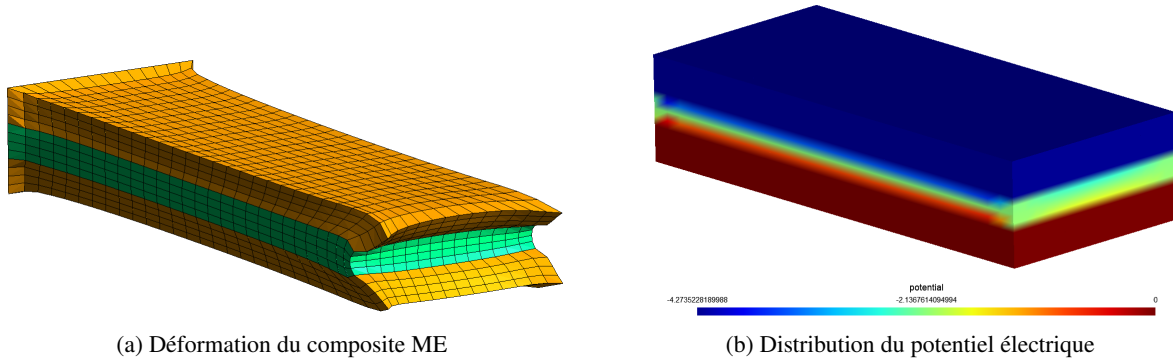 potential
-4.2735228189988 -2.1367614094994 0
(a) Déformation du composite ME
(b) Distribution du potentiel électrique